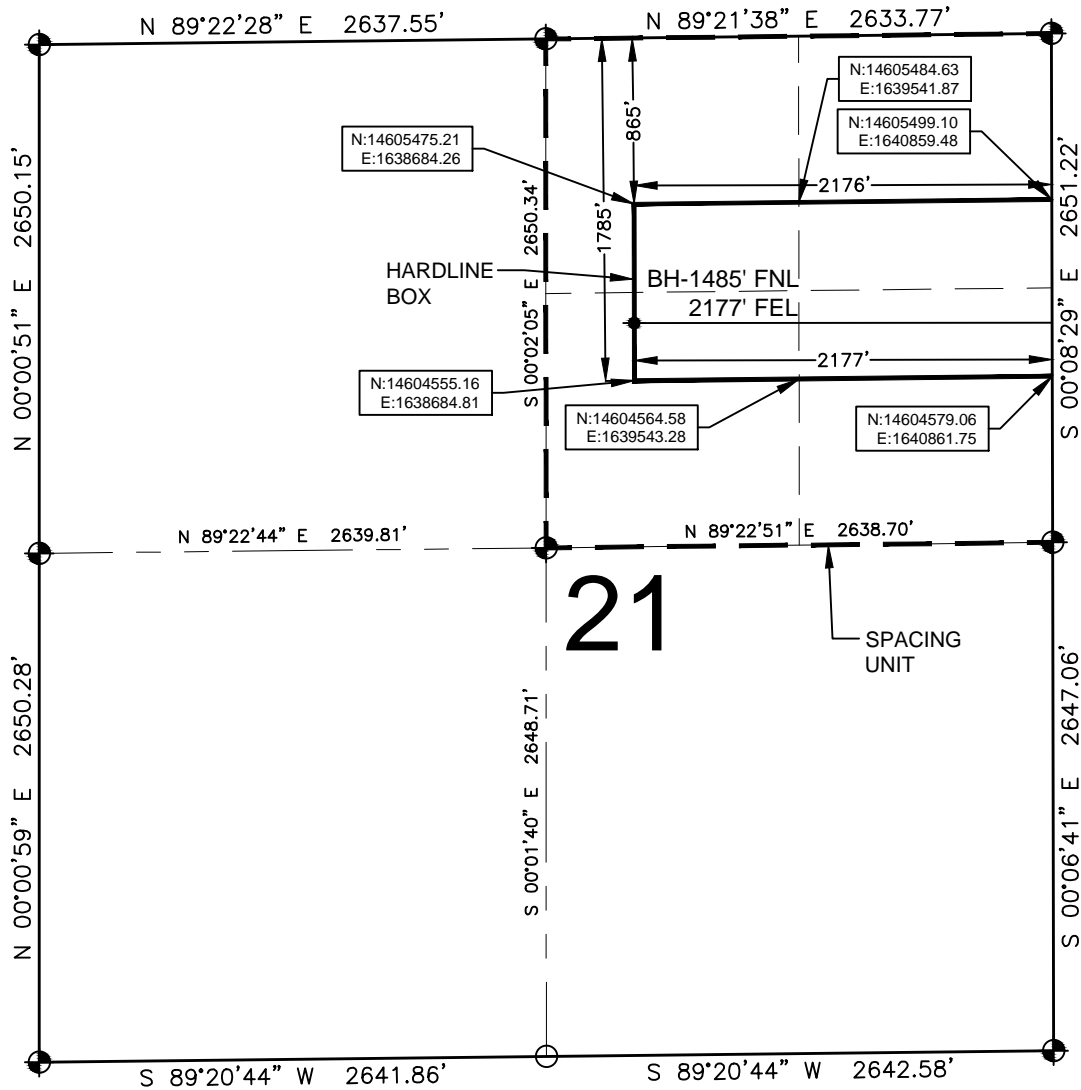 N 89°22'28" E 2637.55'
N 89°21'38" E 2633.77'
N:14605484.63
E:1639541.87
N:14605499.10
E:1640859.48
N:14605475.21
E:1638684.26
865'
1785'
2176'
N 00°00'51" E 2650.15'
S 00°02'05" E 2650.34'
S 00°08'29" E 2651.22'
HARDLINE
BOX
BH-1485' FNL
2177' FEL
2177'
N:14604555.16
E:1638684.81
N:14604564.58
E:1639543.28
N:14604579.06
E:1640861.75
N 89°22'44" E 2639.81'
N 89°22'51" E 2638.70'
21
SPACING
UNIT
N 00°00'59" E 2650.28'
S 00°01'40" E 2648.71'
S 00°06'41" E 2647.06'
S 89°20'44" W 2641.86'
S 89°20'44" W 2642.58'